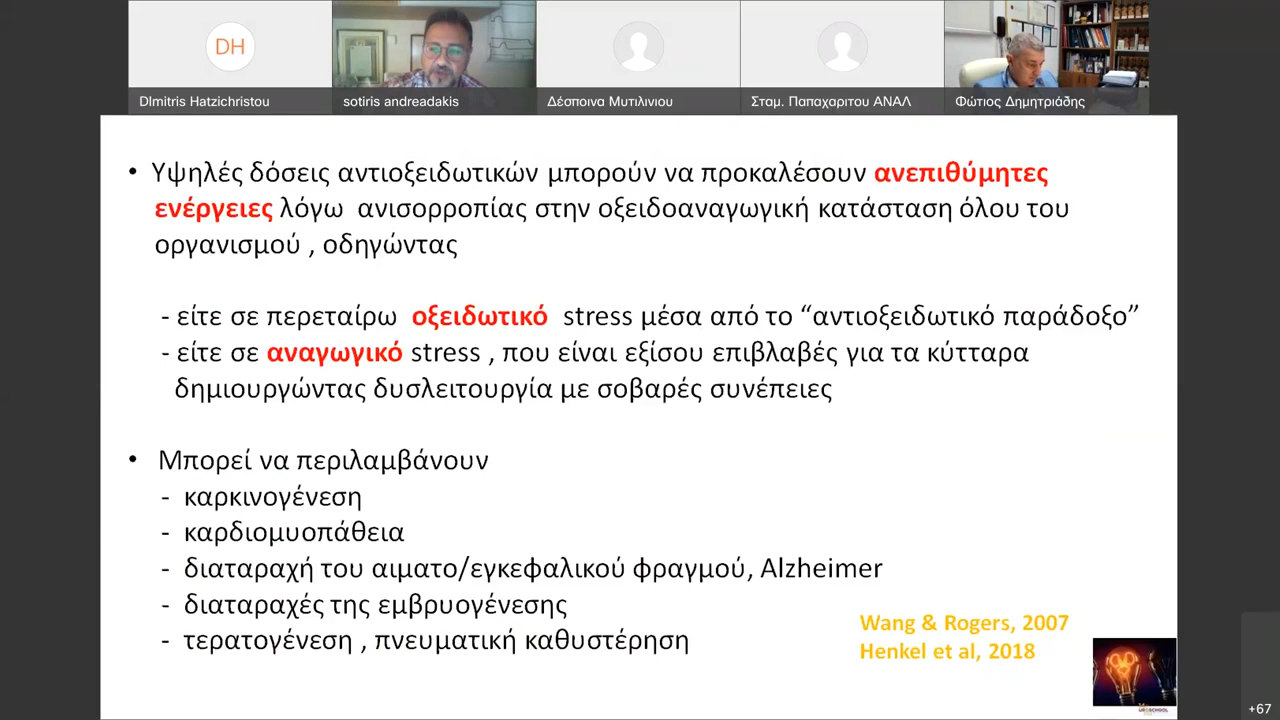 DH
DImitris Hatzichristou
sotiris andreadakis
Δέσποινα Μυτιλινιου
Σταμ. Παπαχαριτου ΑΝΑΛ
Φώτιος Δημητριάδης
• Υψηλές δόσεις αντιοξειδωτικών μπορούν να προκαλέσουν ανεπιθύμητες
ενέργειες λόγω ανισορροπίας στην οξειδοαναγωγική κατάσταση όλου του
οργανισμού , οδηγώντας
- είτε σε περεταίρω οξειδωτικό stress μέσα από το “αντιοξειδωτικό παράδοξο”
- είτε σε αναγωγικό stress , που είναι εξίσου επιβλαβές για τα κύτταρα
δημιουργώντας δυσλειτουργία με σοβαρές συνέπειες
• Μπορεί να περιλαμβάνουν
- καρκινογένεση
- καρδιομυοπάθεια
- διαταραχή του αιματο/εγκεφαλικού φραγμού, Alzheimer
- διαταραχές της εμβρυογένεσης
- τερατογένεση , πνευματική καθυστέρηση
Wang & Rogers, 2007
Henkel et al, 2018
+67